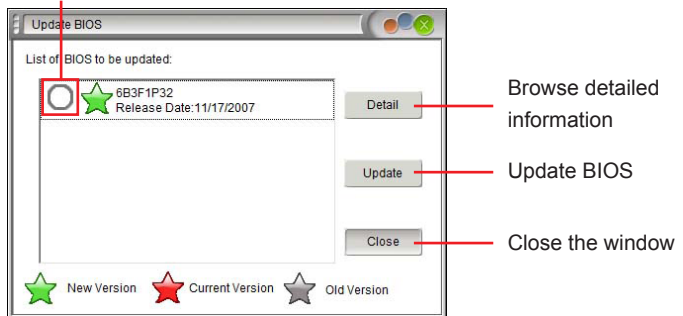 Update BIOS
List of BIOS to be updated:
6B3F1P32
Release Date:11/17/2007
Detail
Browse detailed
information
Update
Update BIOS
Close
Close the window
New Version
Current Version
Old Version